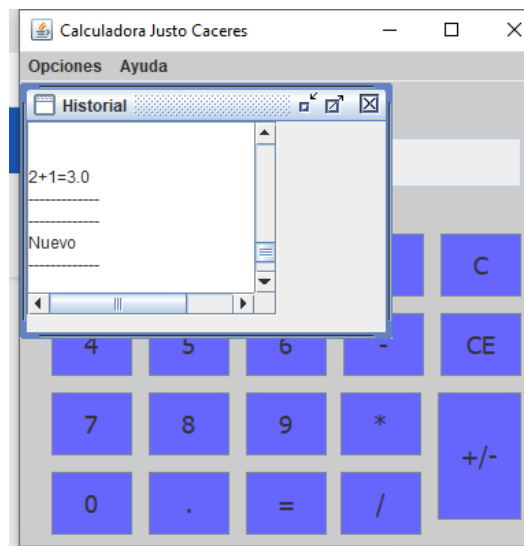 Calculadora Justo Caceres
Opciones Ayuda
Historial
2+1=3.0
-------------
-------------
Nuevo
-------------
C
4 5 6 - CE
7 8 9 *
+/-
0 . = /